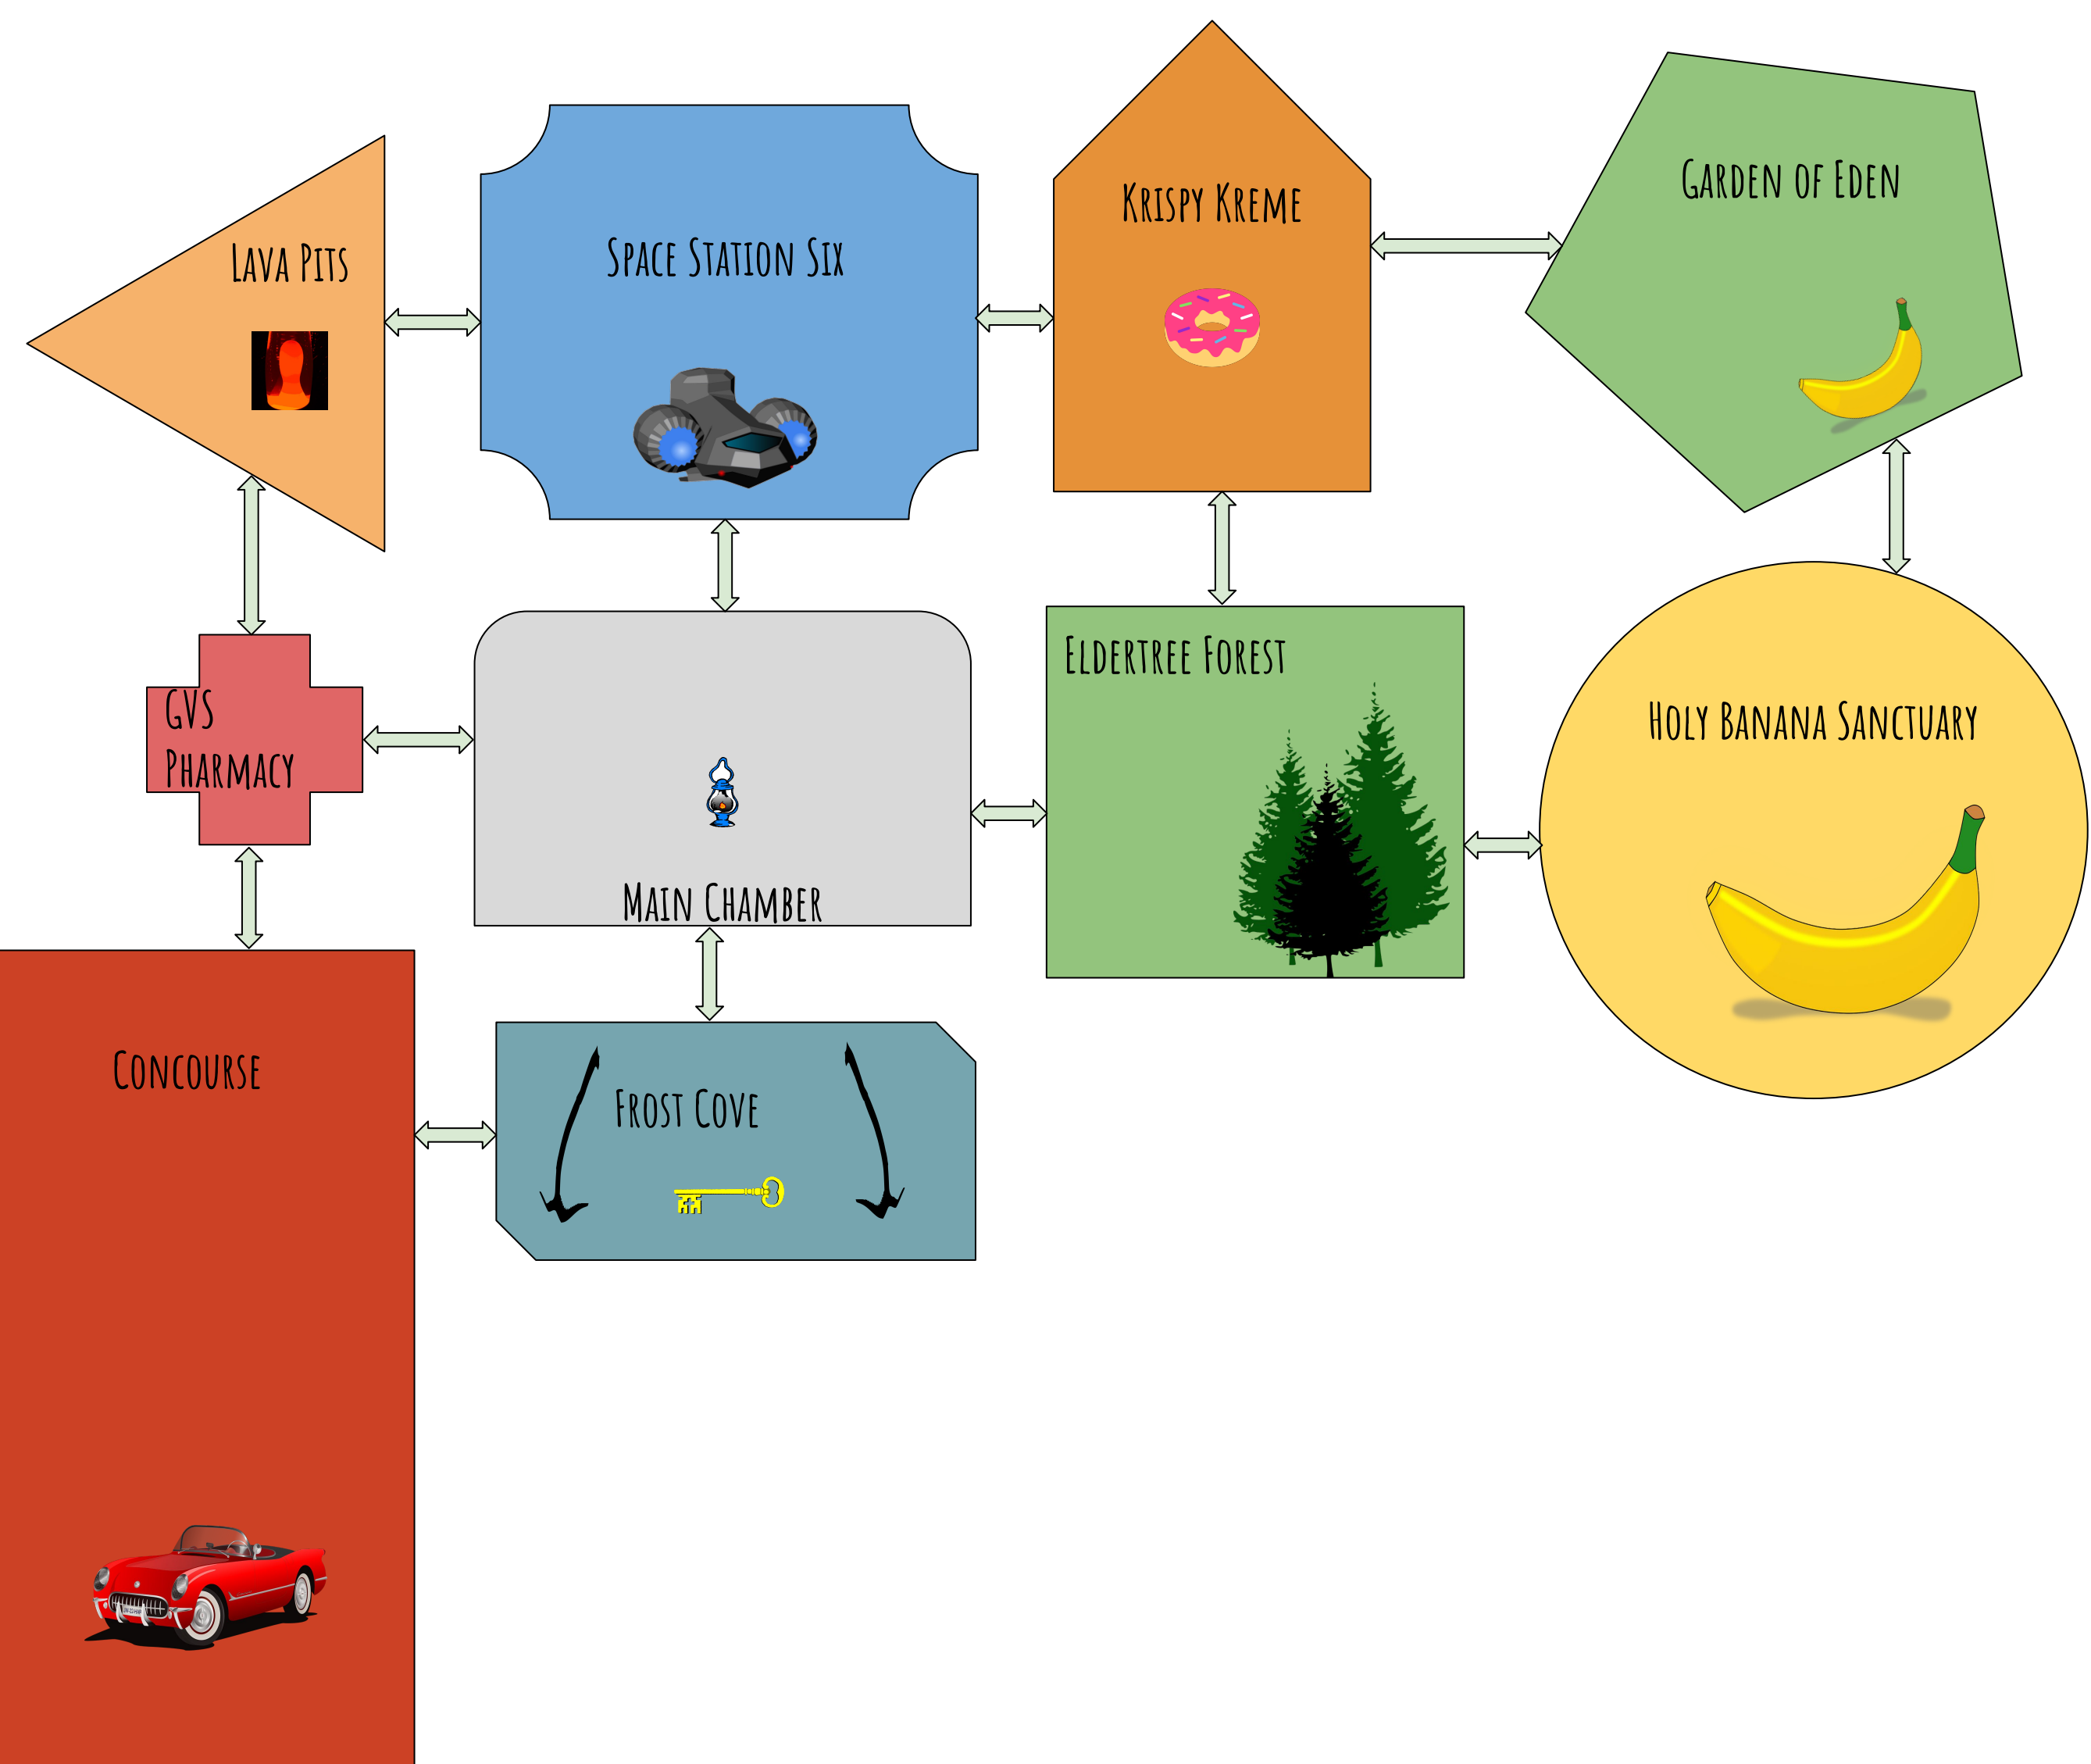 Lava Pits
Space Station Six
Krispy Kreme
Garden of Eden
GVS
Pharmacy
Main Chamber
Eldertree Forest
Holy Banana Sanctuary
Concourse
Frost Cove